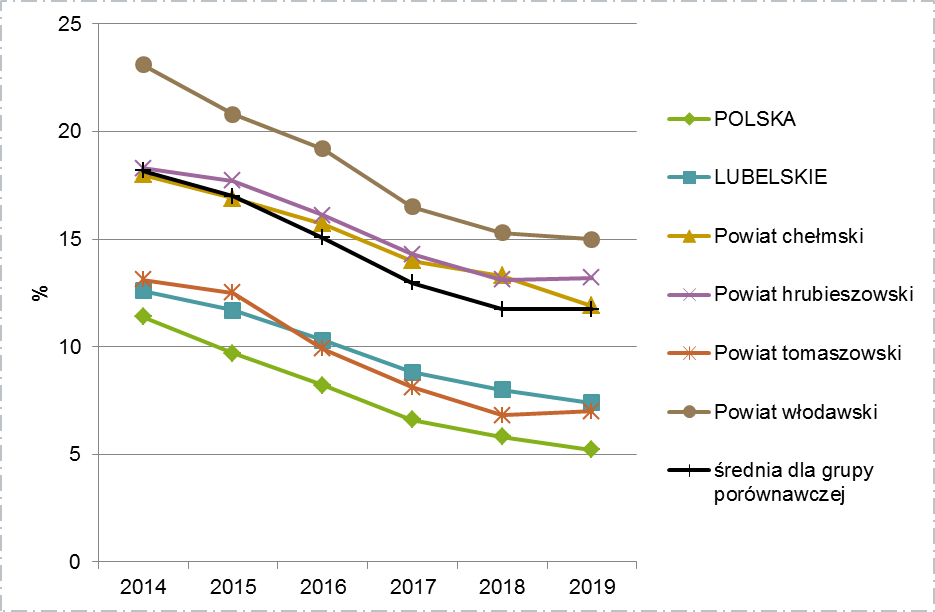 25
20
15
10
5
0
%
2014 2015 2016 2017 2018 2019
POLSKA
LUBELSKIE
Powiat chełmski
Powiat hrubieszowski
Powiat tomaszowski
Powiat włodawski
średnia dla grupy
porównawczej